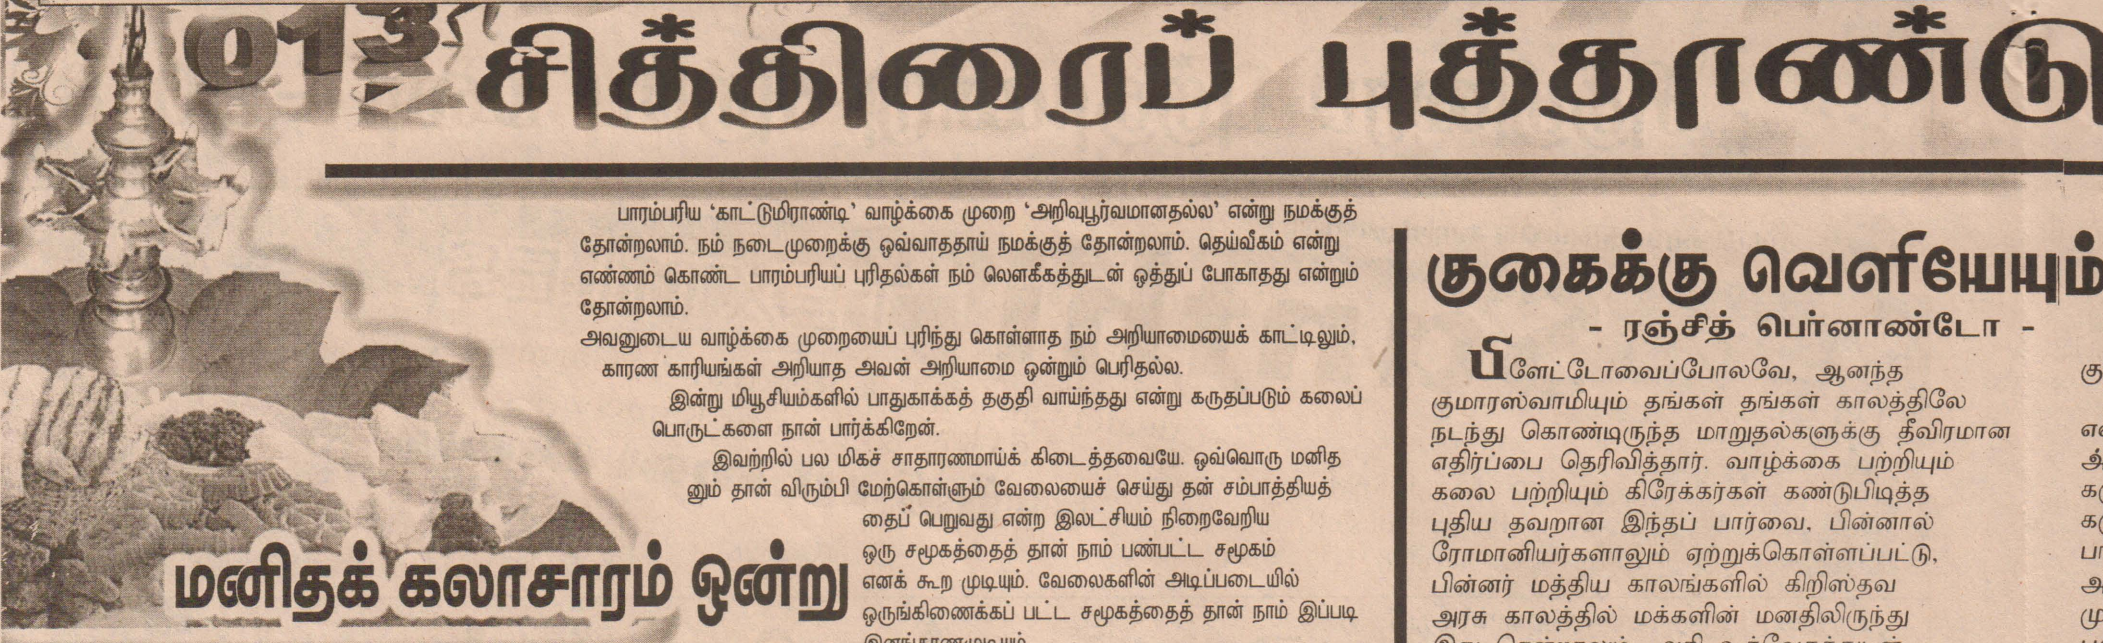 013
சித்திரைப் புத்தாண்டு
பாரம்பரிய ‘காட்டுமிராண்டி’ வாழ்க்கை முறை ‘அறிவுபூர்வமானதல்ல’ என்று நமக்குத்
தோன்றலாம். நம் நடைமுறைக்கு ஒவ்வாததாய் நமக்குத் தோன்றலாம். தெய்வீகம் என்று
எண்ணம் கொண்ட பாரம்பரியப் புரிதல்கள் நம் லௌகீகத்துடன் ஒத்துப் போகாதது என்றும்
தோன்றலாம்.
அவனுடைய வாழ்க்கை முறையைப் புரிந்து கொள்ளாத நம் அறியாமையைக் காட்டிலும்,
காரண காரியங்கள் அறியாத அவன் அறியாமை ஒன்றும் பெரிதல்ல.
இன்று மியூசியம்களில் பாதுகாக்கத் தகுதி வாய்ந்தது என்று கருதப்படும் கலைப்
பொருட்களை நான் பார்க்கிறேன்.
இவற்றில் பல மிகச் சாதாரணமாய்க் கிடைத்தவையே. ஒவ்வொரு மனித
னும் தான் விரும்பி மேற்கொள்ளும் வேலையைச் செய்து தன் சம்பாத்தியத்
தைப் பெறுவது என்ற இலட்சியம் நிறைவேறிய
ஒரு சமூகத்தைத் தான் நாம் பண்பட்ட சமூகம்
எனக் கூற முடியும். வேலைகளின் அடிப்படையில்
ஒருங்கிணைக்கப் பட்ட சமூகத்தைத் தான் நாம் இப்படி
மனிதக் கலாசாரம் ஒன்று
குகைக்கு வெளியேயும்
- ரஞ்சித் பெர்னாண்டோ -
பிளேட்டோவைப்போலவே, ஆனந்த
குமாரஸ்வாமியும் தங்கள் தங்கள் காலத்திலே
நடந்து கொண்டிருந்த மாறுதல்களுக்கு தீவிரமான
எதிர்ப்பை தெரிவித்தார். வாழ்க்கை பற்றியும்
கலை பற்றியும் கிரேக்கர்கள் கண்டுபிடித்த
புதிய தவறான இந்தப் பார்வை, பின்னால்
ரோமானியர்களாலும் ஏற்றுக்கொள்ளப்பட்டு,
பின்னர் மத்திய காலங்களில் கிறிஸ்தவ
அரசு காலத்தில் மக்களின் மனதிலிருந்து